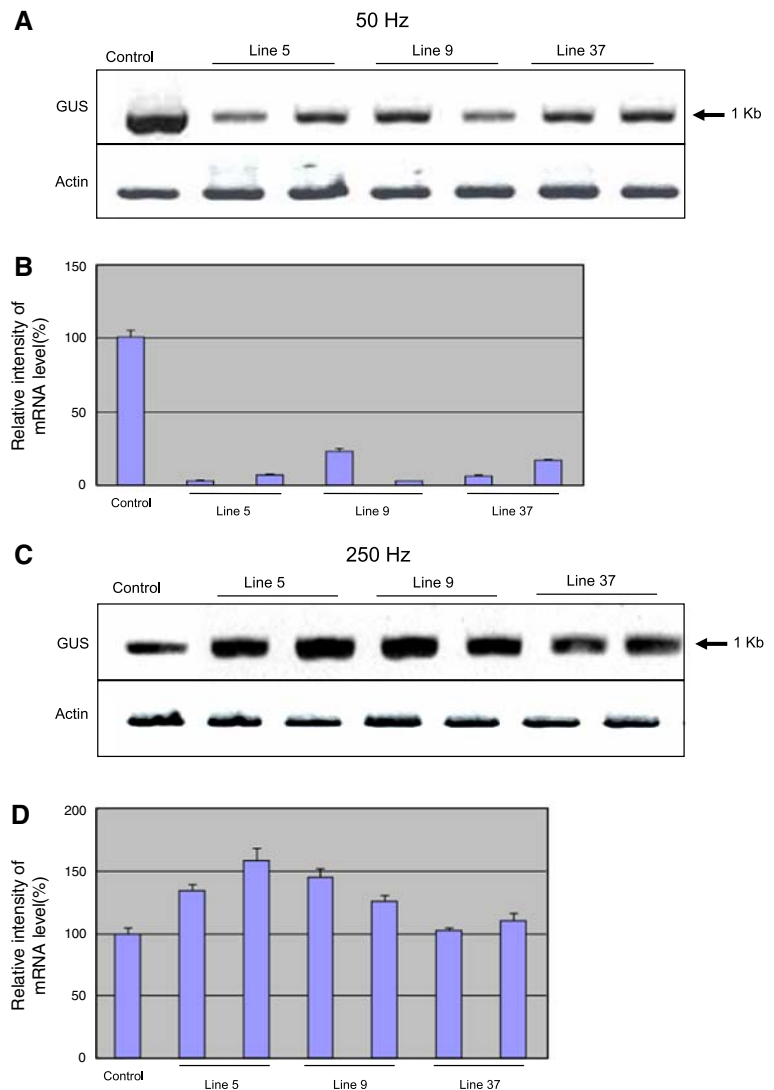 A
50 Hz
Control Line 5 Line 9 Line 37
GUS 1 Kb
Actin
B
Relative intensity of
mRNA level(%)
150
100
50
0
Control Line 5 Line 9 Line 37
C
250 Hz
Control Line 5 Line 9 Line 37
GUS 1 Kb
Actin
D
Relative intensity of
mRNA level(%)
200
150
100
50
0
Control Line 5 Line 9 Line 37